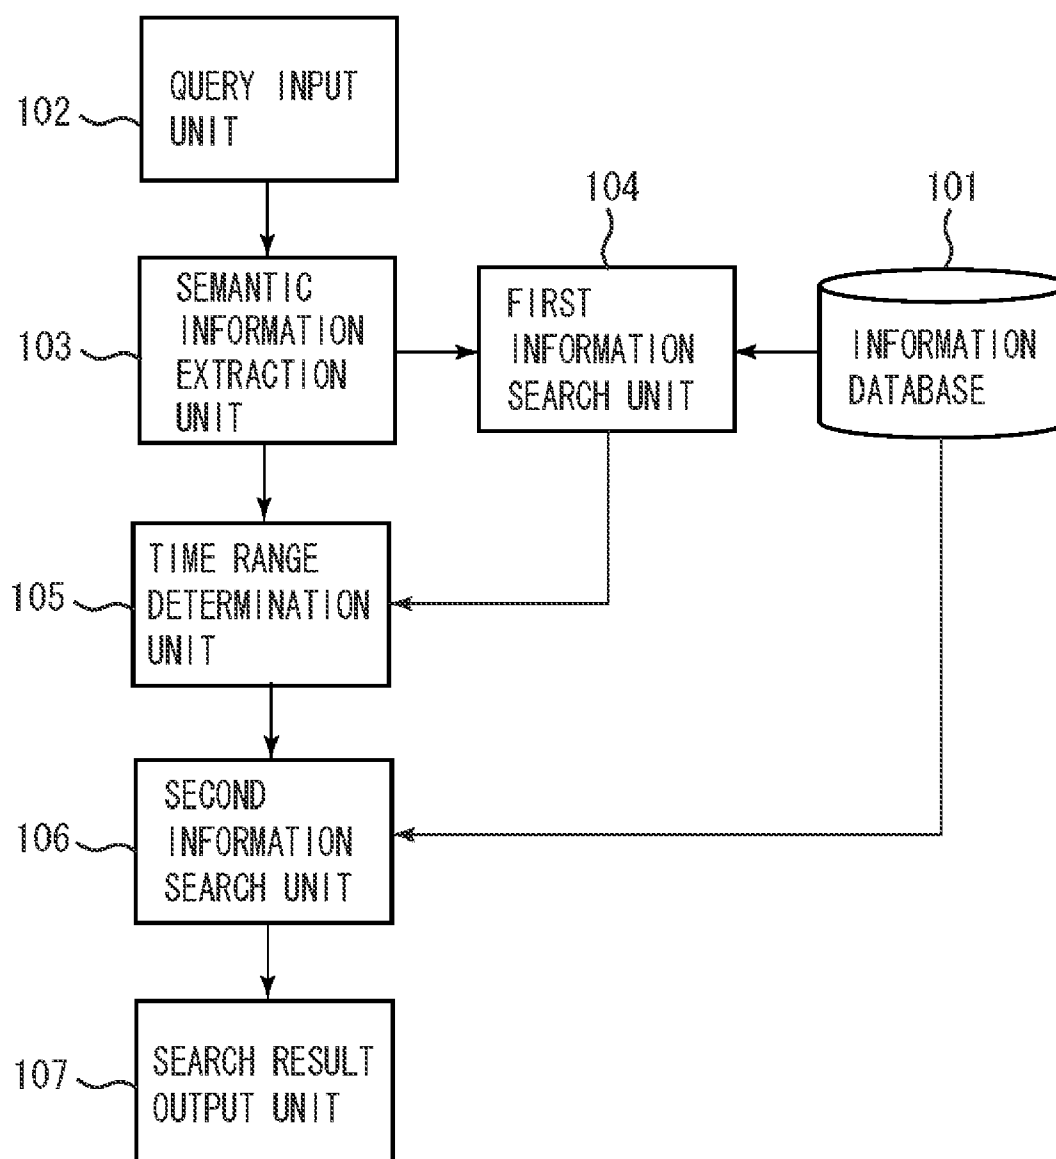 QUERY INPUT
UNIT
102
104
101
SEMANTIC
INFORMATION
EXTRACTION
UNIT
103
FIRST
INFORMATION
SEARCH UNIT
INFORMATION
DATABASE
TIME RANGE
DETERMINATION
UNIT
105
SECOND
INFORMATION
SEARCH UNIT
106
SEARCH RESULT
OUTPUT UNIT
107